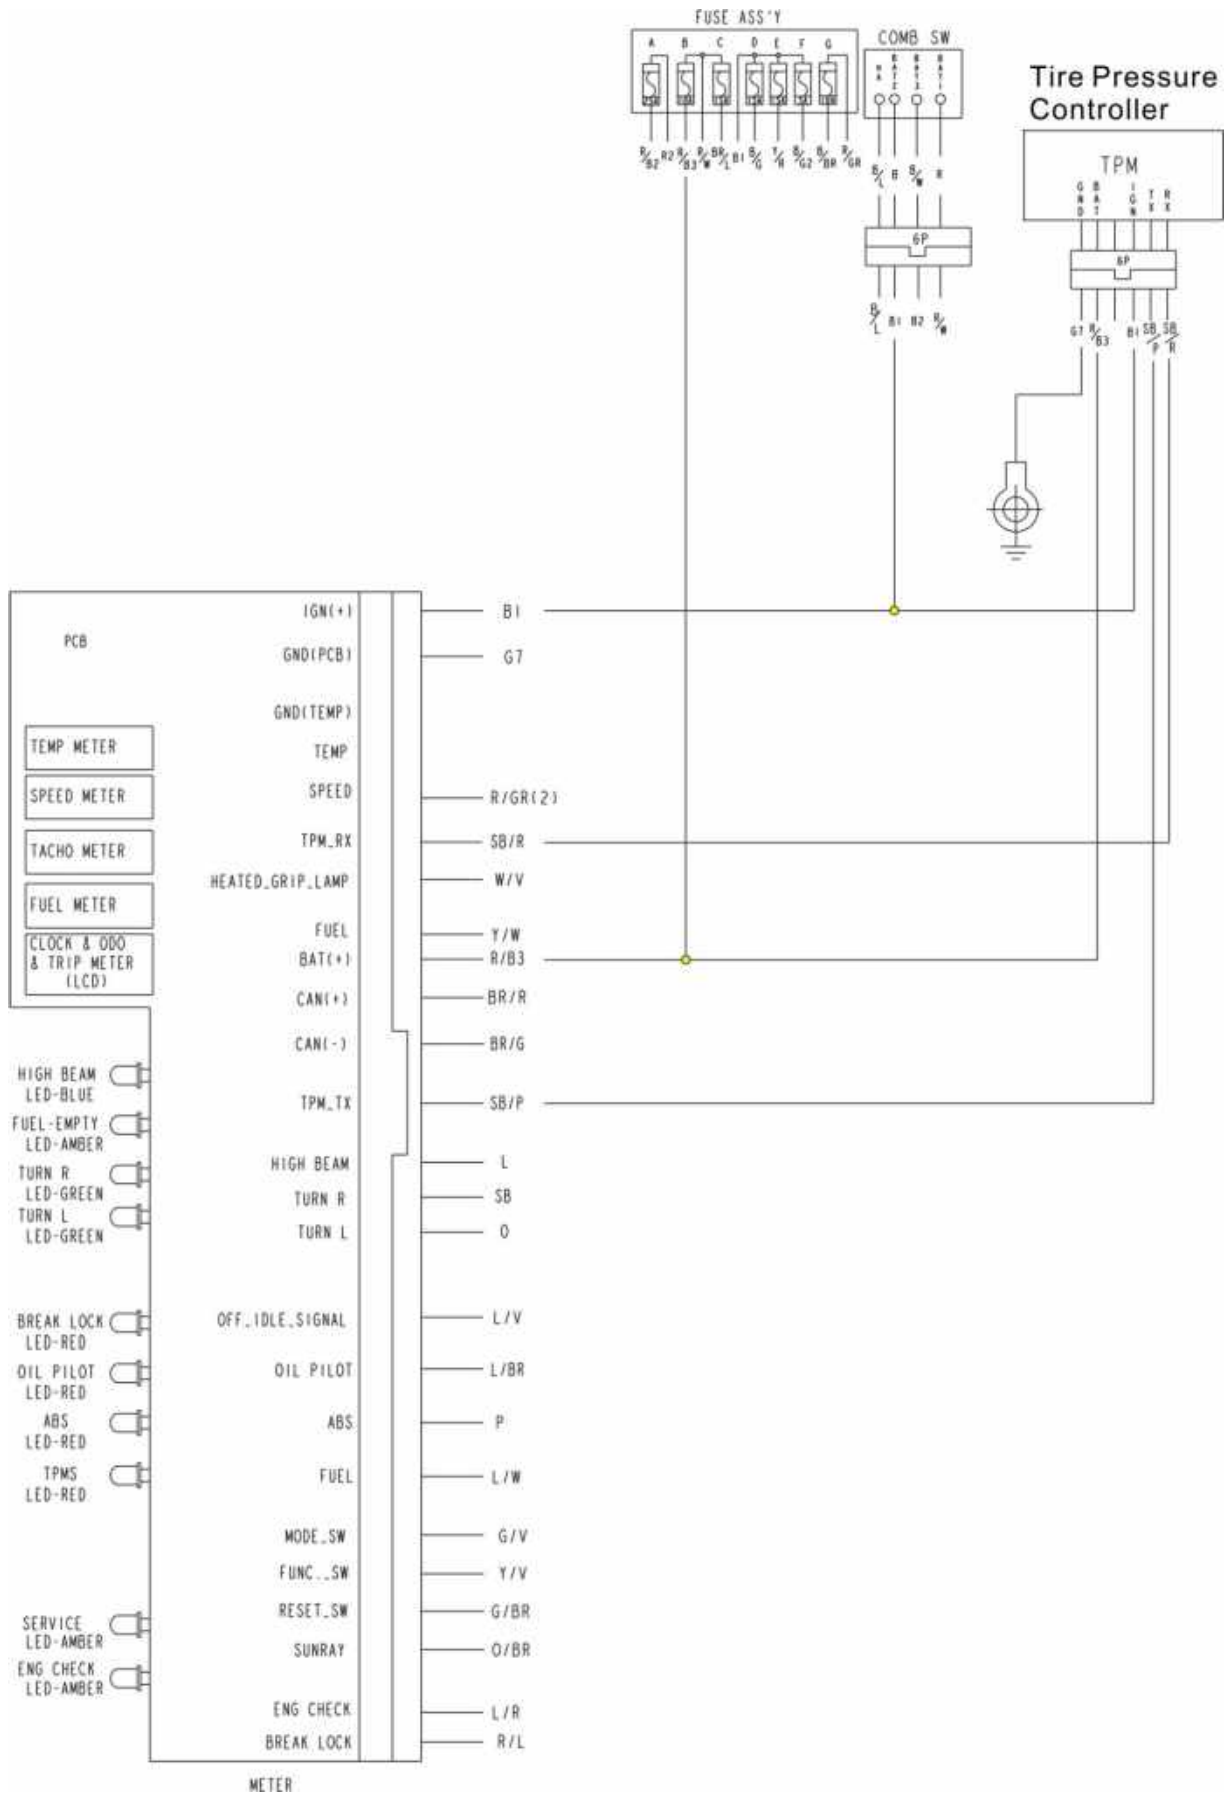 FUSE ASS'Y
A B C D E F G
R/B2 R2 R/B3 R/W BR/L B1 B/G Y/R B/G2 B/BR R/GR
COMB SW
HA BAT2 BAT3 BAT1
B/L B B/W R
6P
B/L B1 B2 R/W
Tire Pressure
Controller
TPM
GND BAT IGN TX RX
6P
G7 R/B3 B1 SB/P SB/R
PCB
TEMP METER
SPEED METER
TACHO METER
FUEL METER
CLOCK & ODO
& TRIP METER
(LCD)
HIGH BEAM
LED-BLUE
FUEL-EMPTY
LED-AMBER
TURN R
LED-GREEN
TURN L
LED-GREEN
BREAK LOCK
LED-RED
OIL PILOT
LED-RED
ABS
LED-RED
TPMS
LED-RED
SERVICE
LED-AMBER
ENG CHECK
LED-AMBER
IGN(+) B1
GND(PCB) G7
GND(TEMP)
TEMP
SPEED R/GR(2)
TPM_RX SB/R
HEATED_GRIP_LAMP W/V
FUEL Y/W
BAT(+) R/B3
CAN(+) BR/R
CAN(-) BR/G
TPM_TX SB/P
HIGH BEAM L
TURN R SB
TURN L O
OFF_IDLE_SIGNAL L/V
OIL PILOT L/BR
ABS P
FUEL L/W
MODE_SW G/V
FUNC._SW Y/V
RESET_SW G/BR
SUNRAY O/BR
ENG CHECK L/R
BREAK LOCK R/L
METER